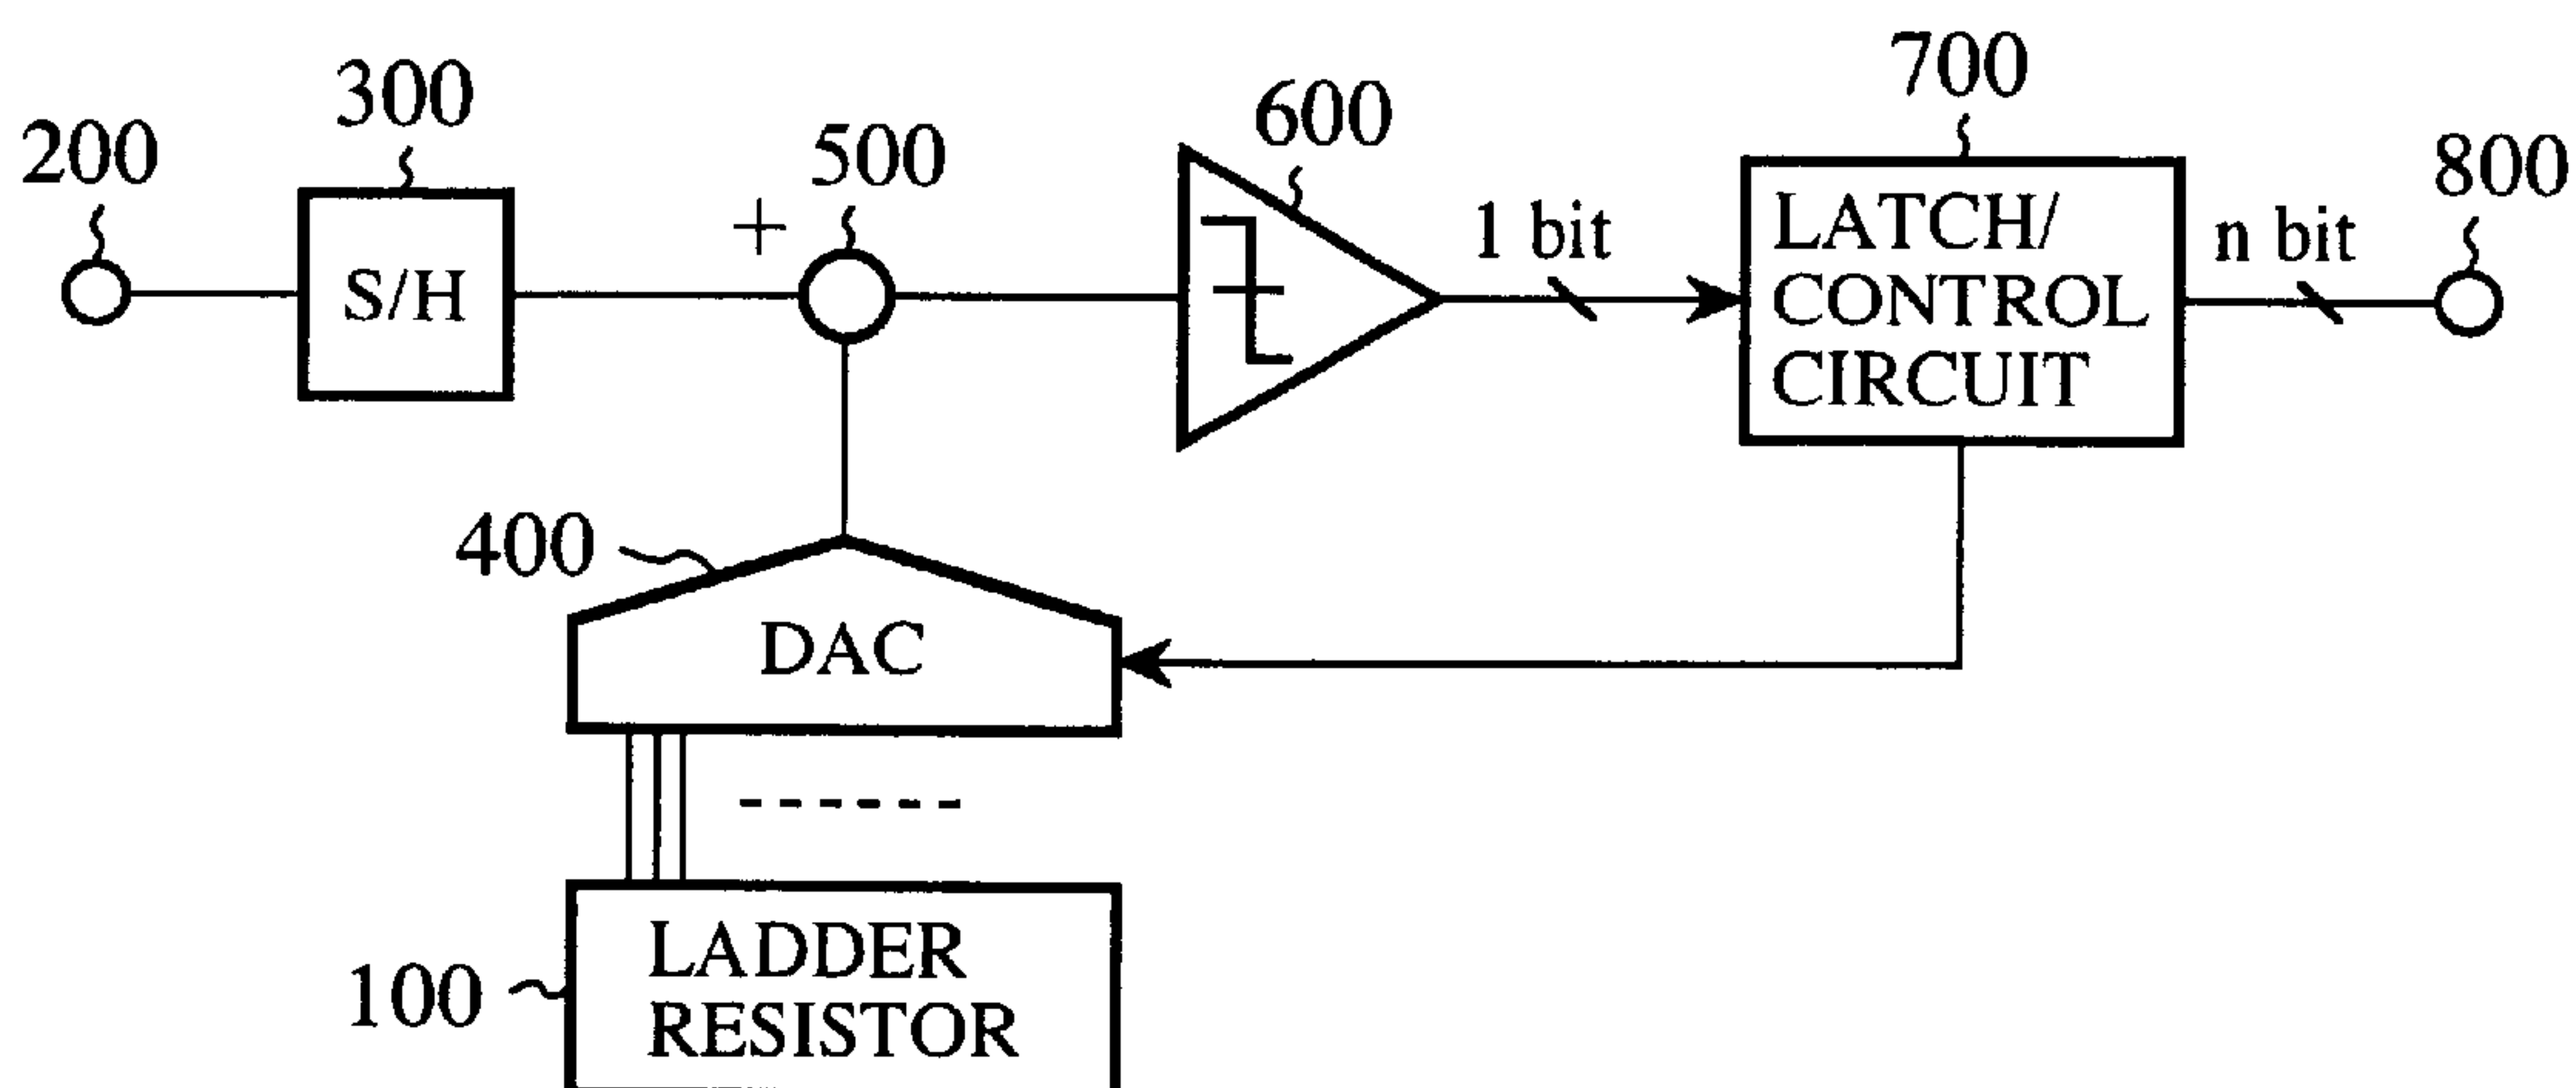 700
300
600
200
500
800
+
1 bit
n bit
S/H
LATCH/
CONTROL
CIRCUIT
400
DAC
LADDER
RESISTOR
100